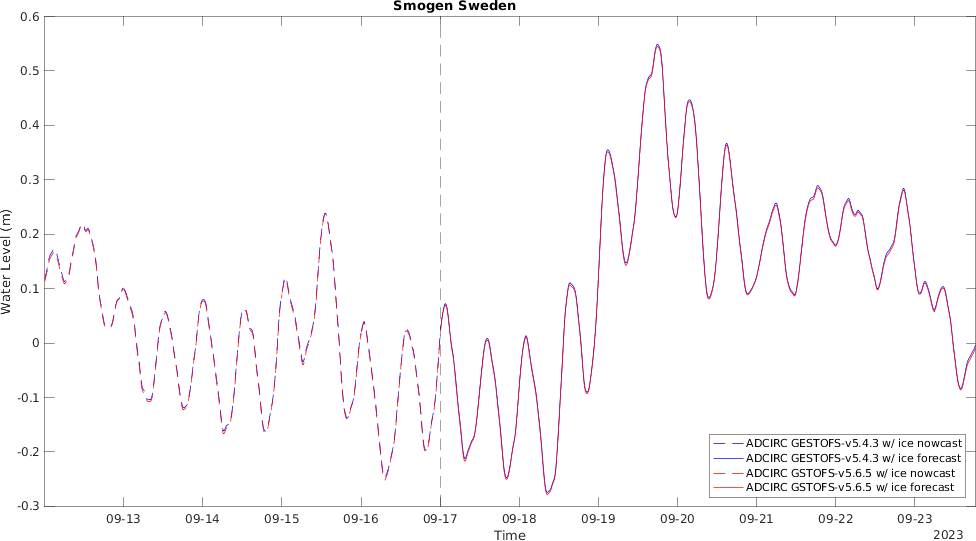 Smogen Sweden
0.6
0.5
0.4
0.3
0.2
0.1
0
-0.1
-0.2
-0.3
Water Level (m)
ADCIRC GESTOFS-v5.4.3 w/ ice nowcast
ADCIRC GESTOFS-v5.4.3 w/ ice forecast
ADCIRC GSTOFS-v5.6.5 w/ ice nowcast
ADCIRC GSTOFS-v5.6.5 w/ ice forecast
09-13 09-14 09-15 09-16 09-17 09-18 09-19 09-20 09-21 09-22 09-23
Time
2023